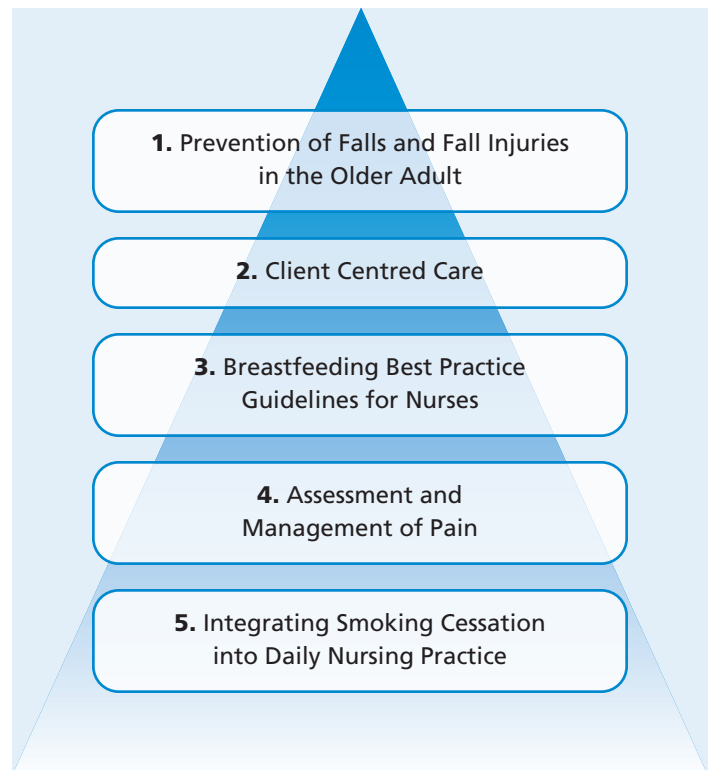 1. Prevention of Falls and Fall Injuries
in the Older Adult
2. Client Centred Care
3. Breastfeeding Best Practice
Guidelines for Nurses
4. Assessment and
Management of Pain
5. Integrating Smoking Cessation
into Daily Nursing Practice